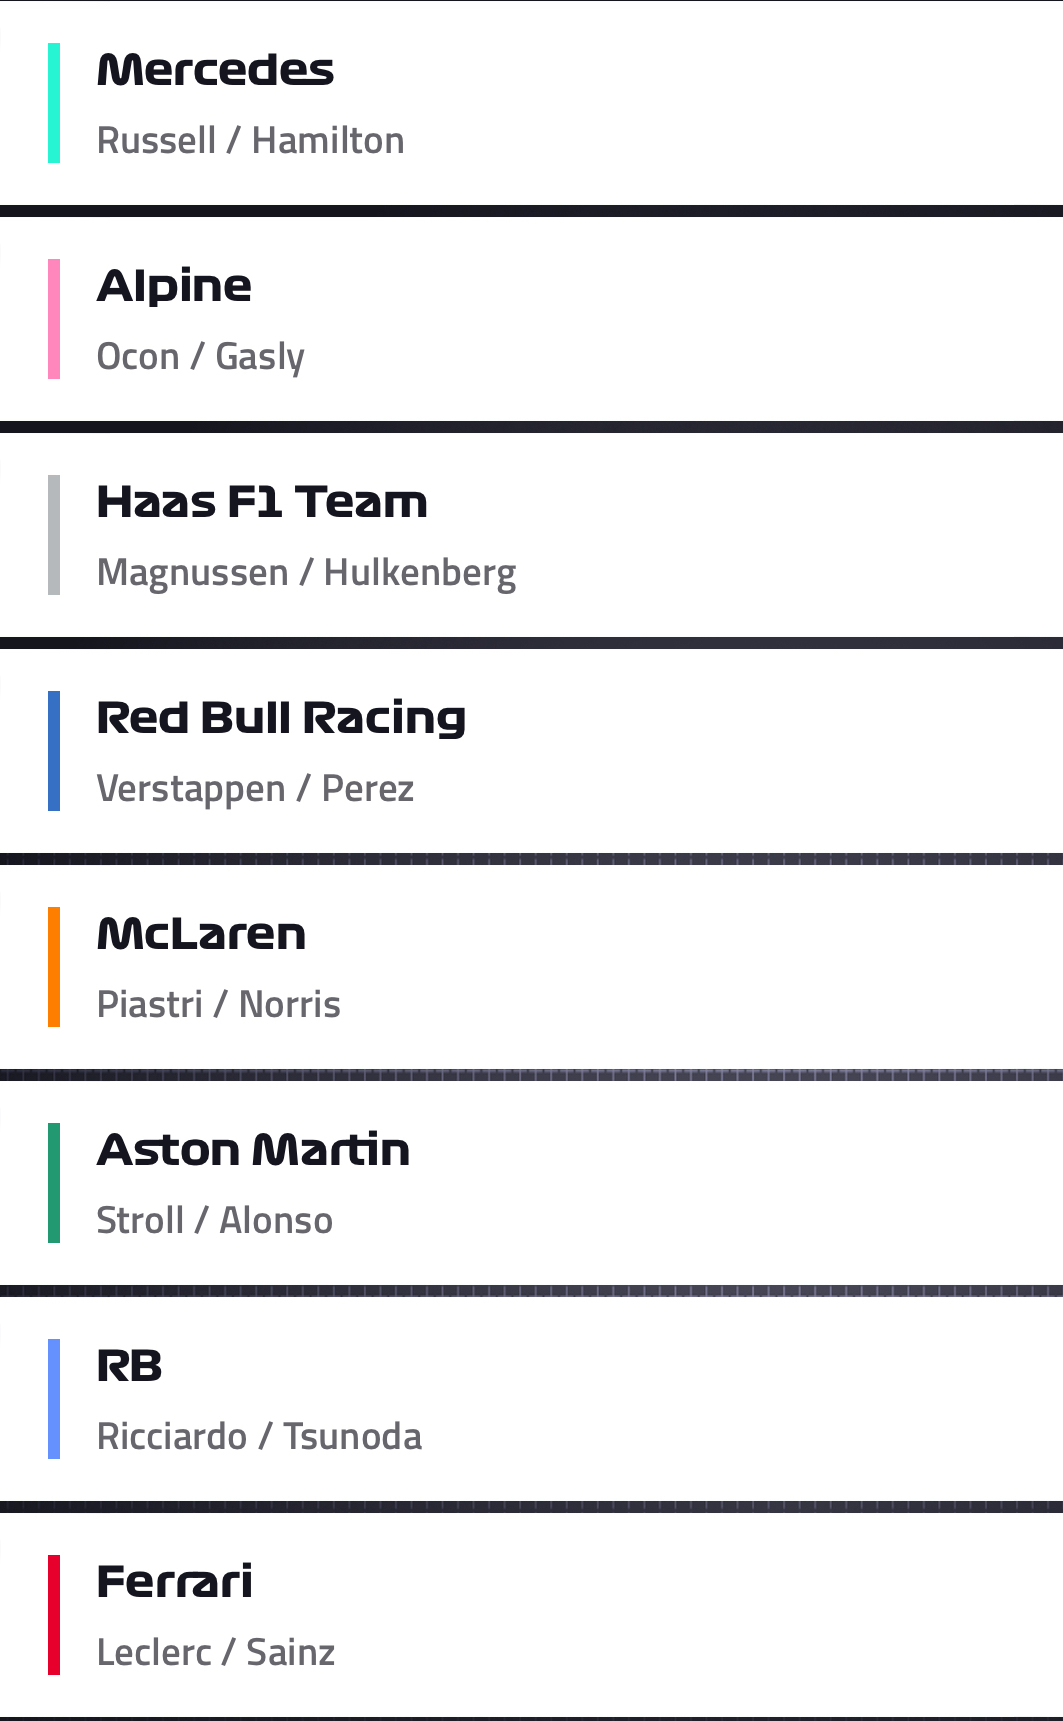 Mercedes
Russell / Hamilton
Alpine
Ocon / Gasly
Haas F1 Team
Magnussen / Hulkenberg
Red Bull Racing
Verstappen / Perez
McLaren
Piastri / Norris
Aston Martin
Stroll / Alonso
RB
Ricciardo / Tsunoda
Ferrari
Leclerc / Sainz